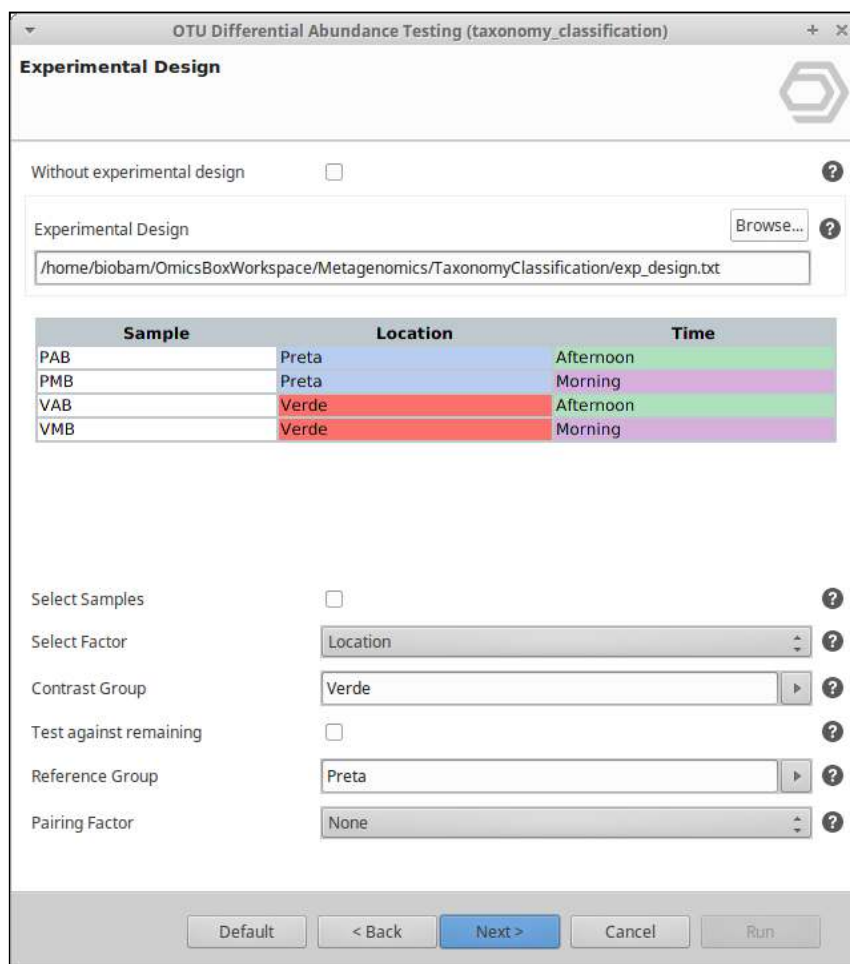 OTU Differential Abundance Testing (taxonomy_classification)
Experimental Design
Without experimental design
Experimental Design
Browse...
/home/biobam/OmicsBoxWorkspace/Metagenomics/TaxonomyClassification/exp_design.txt
Sample Location Time
PAB Preta Afternoon
PMB Preta Morning
VAB Verde Afternoon
VMB Verde Morning
Select Samples
Select Factor Location
Contrast Group Verde
Test against remaining
Reference Group Preta
Pairing Factor None
Default < Back Next > Cancel Run